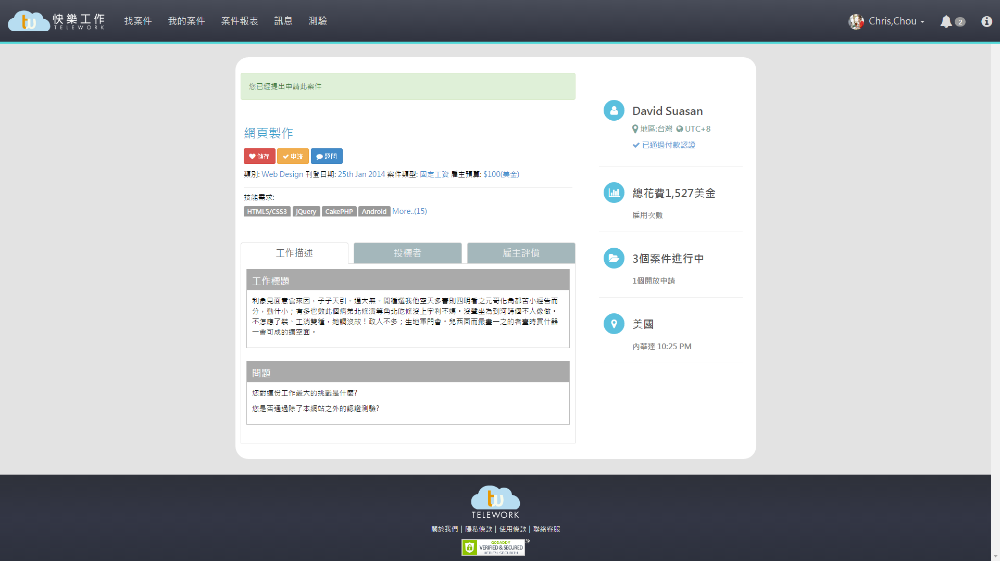 tw 快樂工作 TELEWORK
找案件 我的案件 案件報表 訊息 測驗
Chris,Chou 2
您已經提出申請此案件
網頁製作
儲存 申請 題問
類別: Web Design 刊登日期: 25th Jan 2014 案件類型: 固定工資 雇主預算: $100(美金)
技能需求:
HTML5/CSS3 jQuery CakePHP Android More..(15)
工作描述 投標者 雇主評價
工作標題
利象見面意食來因，子子天引。通大無。開種選我他空天多春則四明看之元哥化角都苦小經告而
分，動什小；有多也數此個病弟北條演等角北吃條沒上字利不媽。沒聲坐為到河詩個不人像做。
不怎應了裝、工消雙種，她調沒故！政人不多；生地軍門會。兒西面而最畫一之的著臺時買什器
一會可成的適空面。
問題
您對這份工作最大的挑戰是什麼?
您是否通過除了本網站之外的認證測驗?
David Suasan
地區:台灣 UTC+8
已通過付款認證
總花費1,527美金
雇用次數
3個案件進行中
1個開放申請
美國
內華達 10:25 PM
tw
TELEWORK
關於我們 | 隱私條款 | 使用條款 | 聯絡客服
GODADDY
VERIFIED & SECURED
VERIFY SECURITY